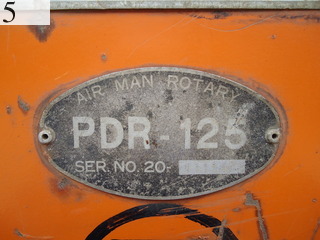 5
AIR MAN ROTARY
PDR-125
SER. NO. 20-